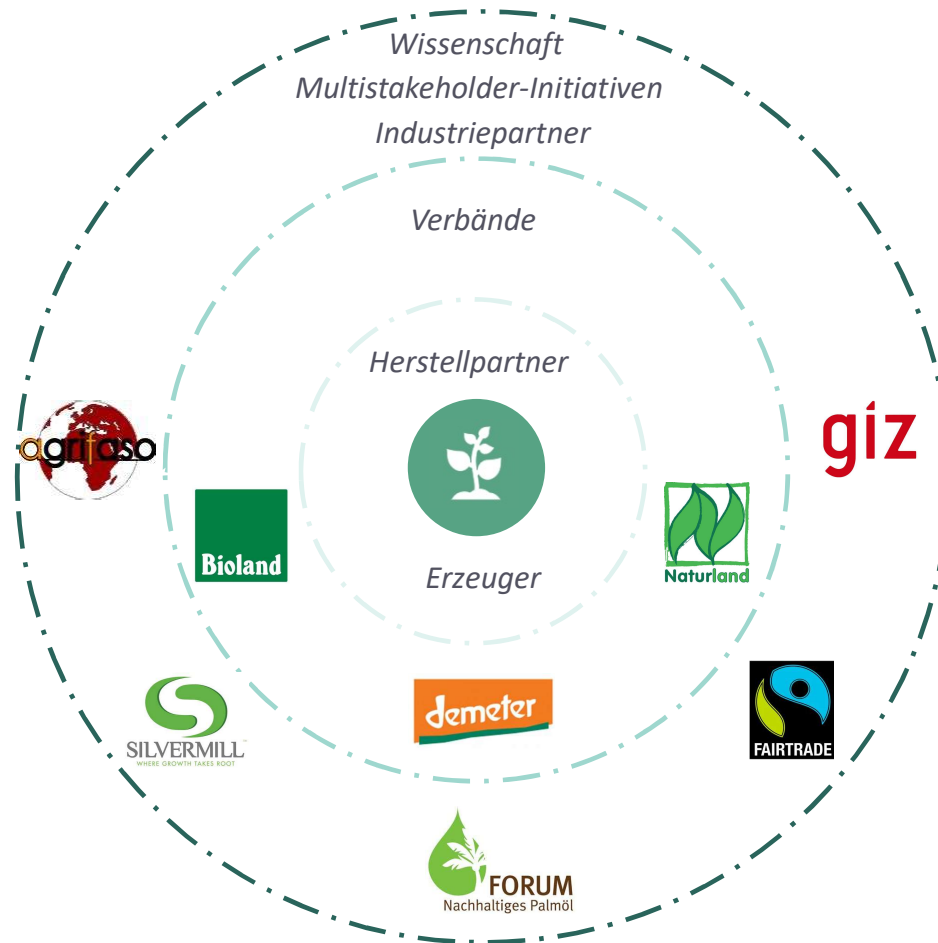 Wissenschaft
Multistakeholder-Initiativen
Industriepartner
Verbände
Herstellpartner
agrifaso
giz
Bioland
Naturland
Erzeuger
SILVERMILL™
WHERE GROWTH TAKES ROOT
demeter
FAIRTRADE
FORUM
Nachhaltiges Palmöl